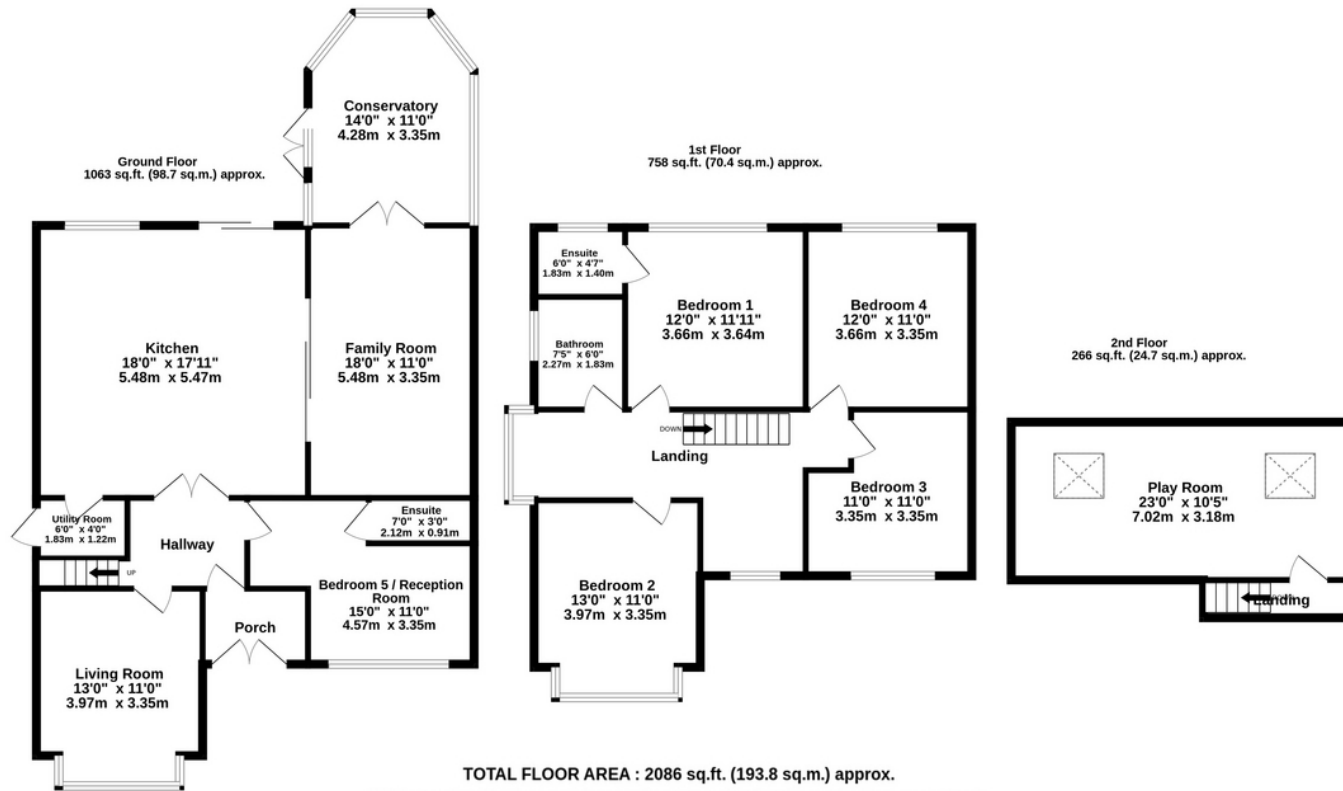 Ground Floor
1063 sq.ft. (98.7 sq.m.) approx.
Conservatory
14'0" x 11'0"
4.28m x 3.35m
Kitchen
18'0" x 17'11"
5.48m x 5.47m
Family Room
18'0" x 11'0"
5.48m x 3.35m
Utility Room
6'0" x 4'0"
1.83m x 1.22m
Hallway
Ensuite
7'0" x 3'0"
2.12m x 0.91m
UP
Bedroom 5 / Reception
Room
15'0" x 11'0"
4.57m x 3.35m
Porch
Living Room
13'0" x 11'0"
3.97m x 3.35m
1st Floor
758 sq.ft. (70.4 sq.m.) approx.
Ensuite
6'0" x 4'7"
1.83m x 1.40m
Bedroom 1
12'0" x 11'11"
3.66m x 3.64m
Bedroom 4
12'0" x 11'0"
3.66m x 3.35m
Bathroom
7'5" x 6'0"
2.27m x 1.83m
DOWN
Landing
Bedroom 3
11'0" x 11'0"
3.35m x 3.35m
Bedroom 2
13'0" x 11'0"
3.97m x 3.35m
2nd Floor
266 sq.ft. (24.7 sq.m.) approx.
Play Room
23'0" x 10'5"
7.02m x 3.18m
Landing
TOTAL FLOOR AREA : 2086 sq.ft. (193.8 sq.m.) approx.